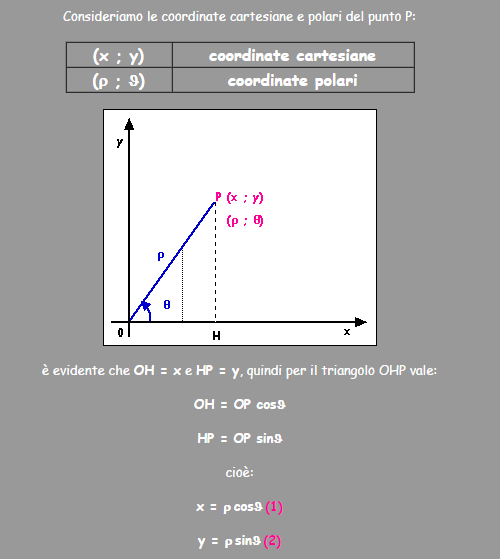 Consideriamo le coordinate cartesiane e polari del punto P:
(x ; y) coordinate cartesiane
(ρ ; ϑ) coordinate polari
y
P (x ; y)
(ρ ; θ)
ρ
θ
0
H
x
è evidente che OH = x e HP = y, quindi per il triangolo OHP vale:
OH = OP cosϑ
HP = OP sinϑ
cioè:
x = ρ cosϑ (1)
y = ρ sinϑ (2)